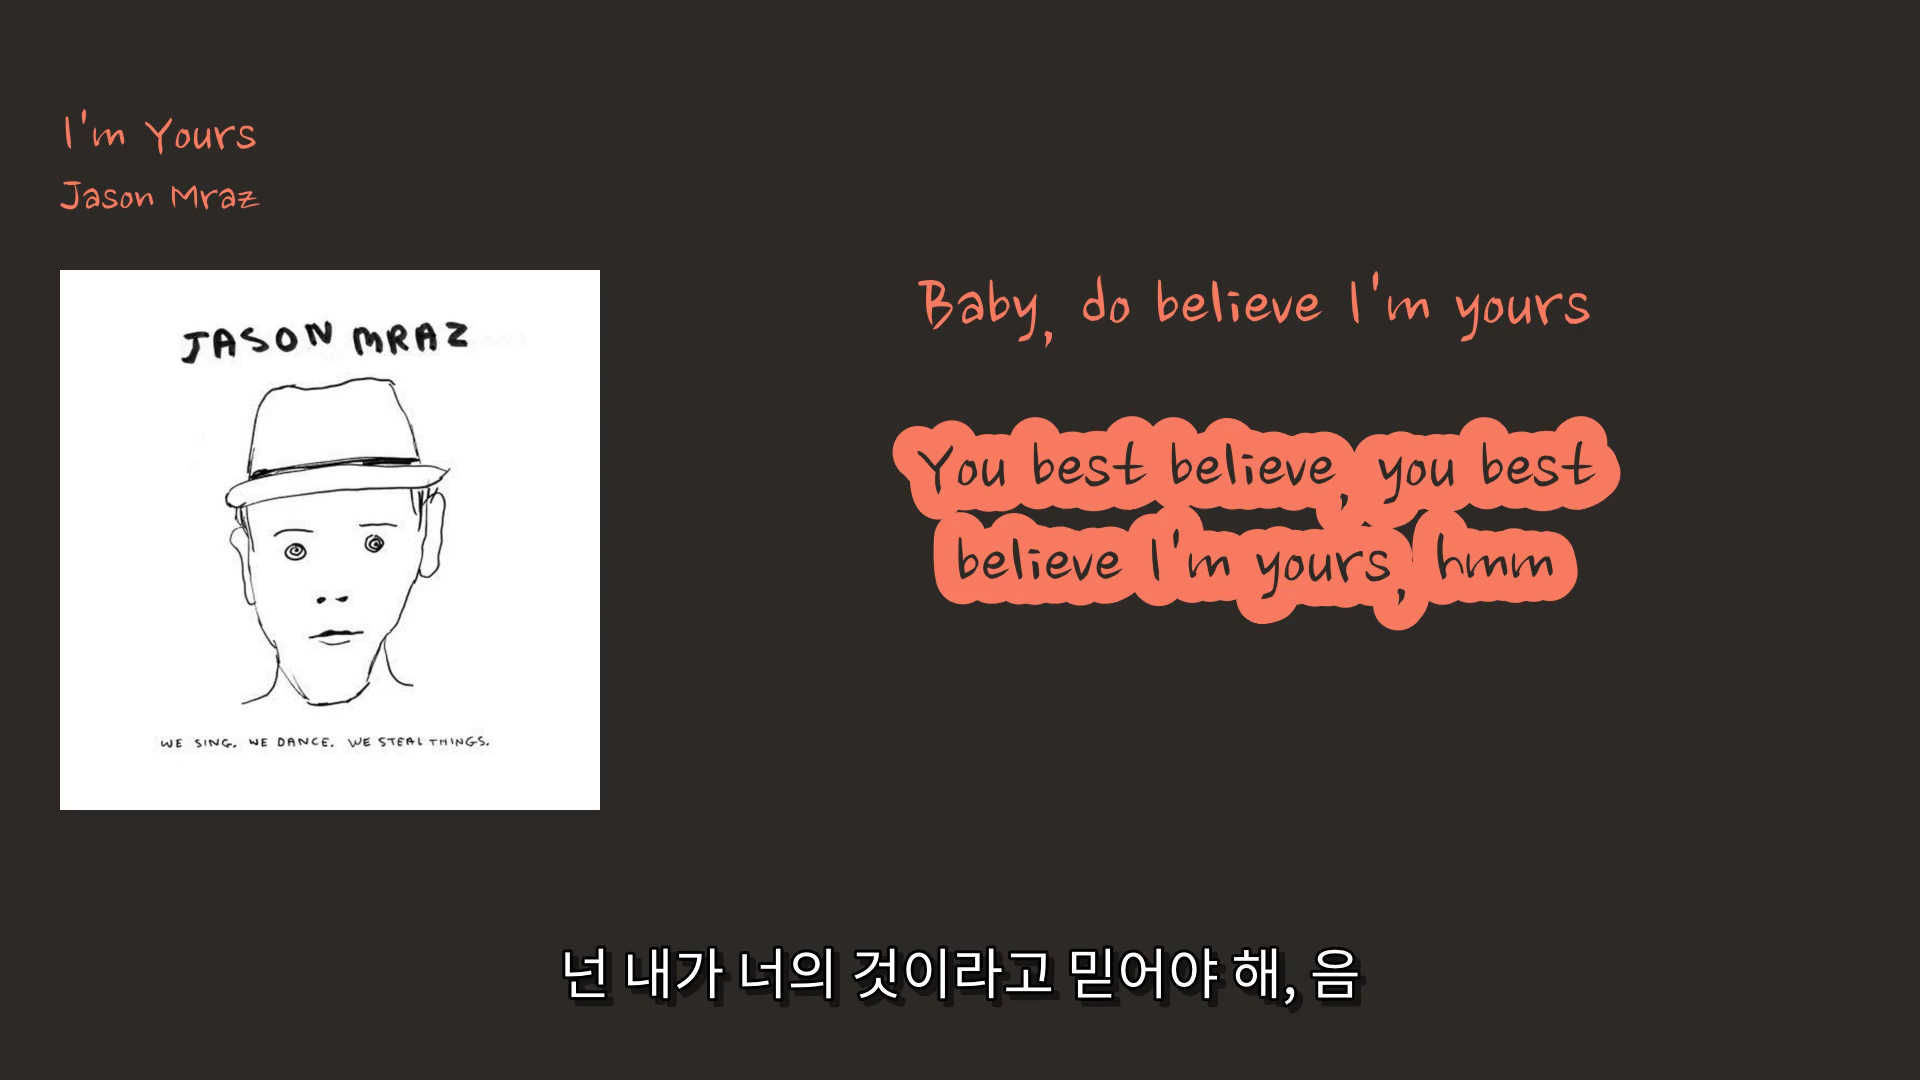 I'm Yours
Jason Mraz
JASON MRAZ
WE SING. WE DANCE. WE STEAL THINGS.
Baby, do believe I'm yours
You best believe, you best
believe I'm yours, hmm
넌 내가 너의 것이라고 믿어야 해, 음